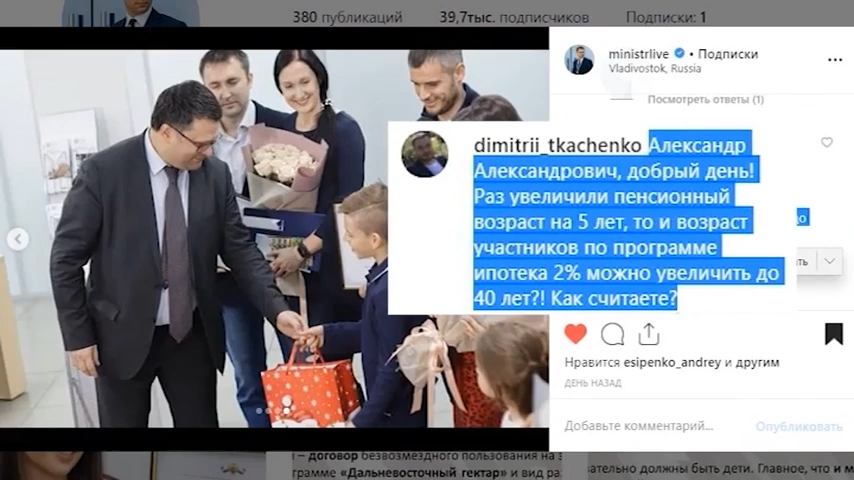 380 публикаций 39,7тыс. подписчиков Подписки: 1
ministrlive • Подписки
Vladivostok, Russia
Посмотреть ответы (1)
dimitrii_tkachenko Александр
Александрович, добрый день!
Раз увеличили пенсионный
возраст на 5 лет, то и возраст
участников по программе
ипотека 2% можно увеличить до
40 лет?! Как считаете?
Нравится esipenko_andrey и другим
ДЕНЬ НАЗАД
Добавьте комментарий... Опубликовать
– договор безвозмездного пользования на
«Дальневосточный гектар» и вид
должны быть дети. Главное, что и